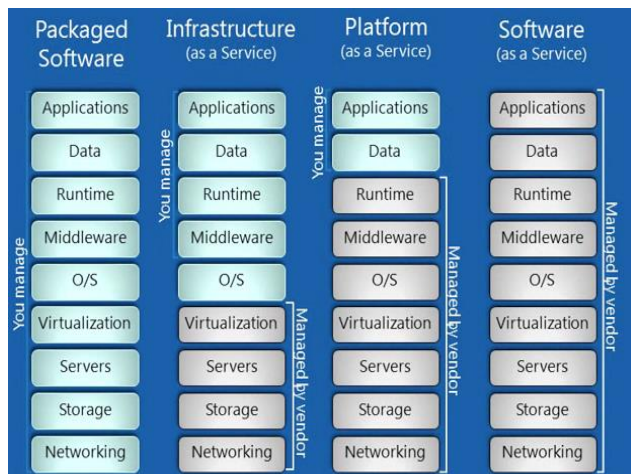 Packaged
Software
You manage
Applications
Data
Runtime
Middleware
O/S
Virtualization
Servers
Storage
Networking
Infrastructure
(as a Service)
You manage
Applications
Data
Runtime
Middleware
O/S
Virtualization
Servers
Storage
Networking
Managed by vendor
Platform
(as a Service)
You manage
Applications
Data
Runtime
Middleware
O/S
Virtualization
Servers
Storage
Networking
Managed by vendor
Software
(as a Service)
Applications
Data
Runtime
Middleware
O/S
Virtualization
Servers
Storage
Networking
Managed by vendor